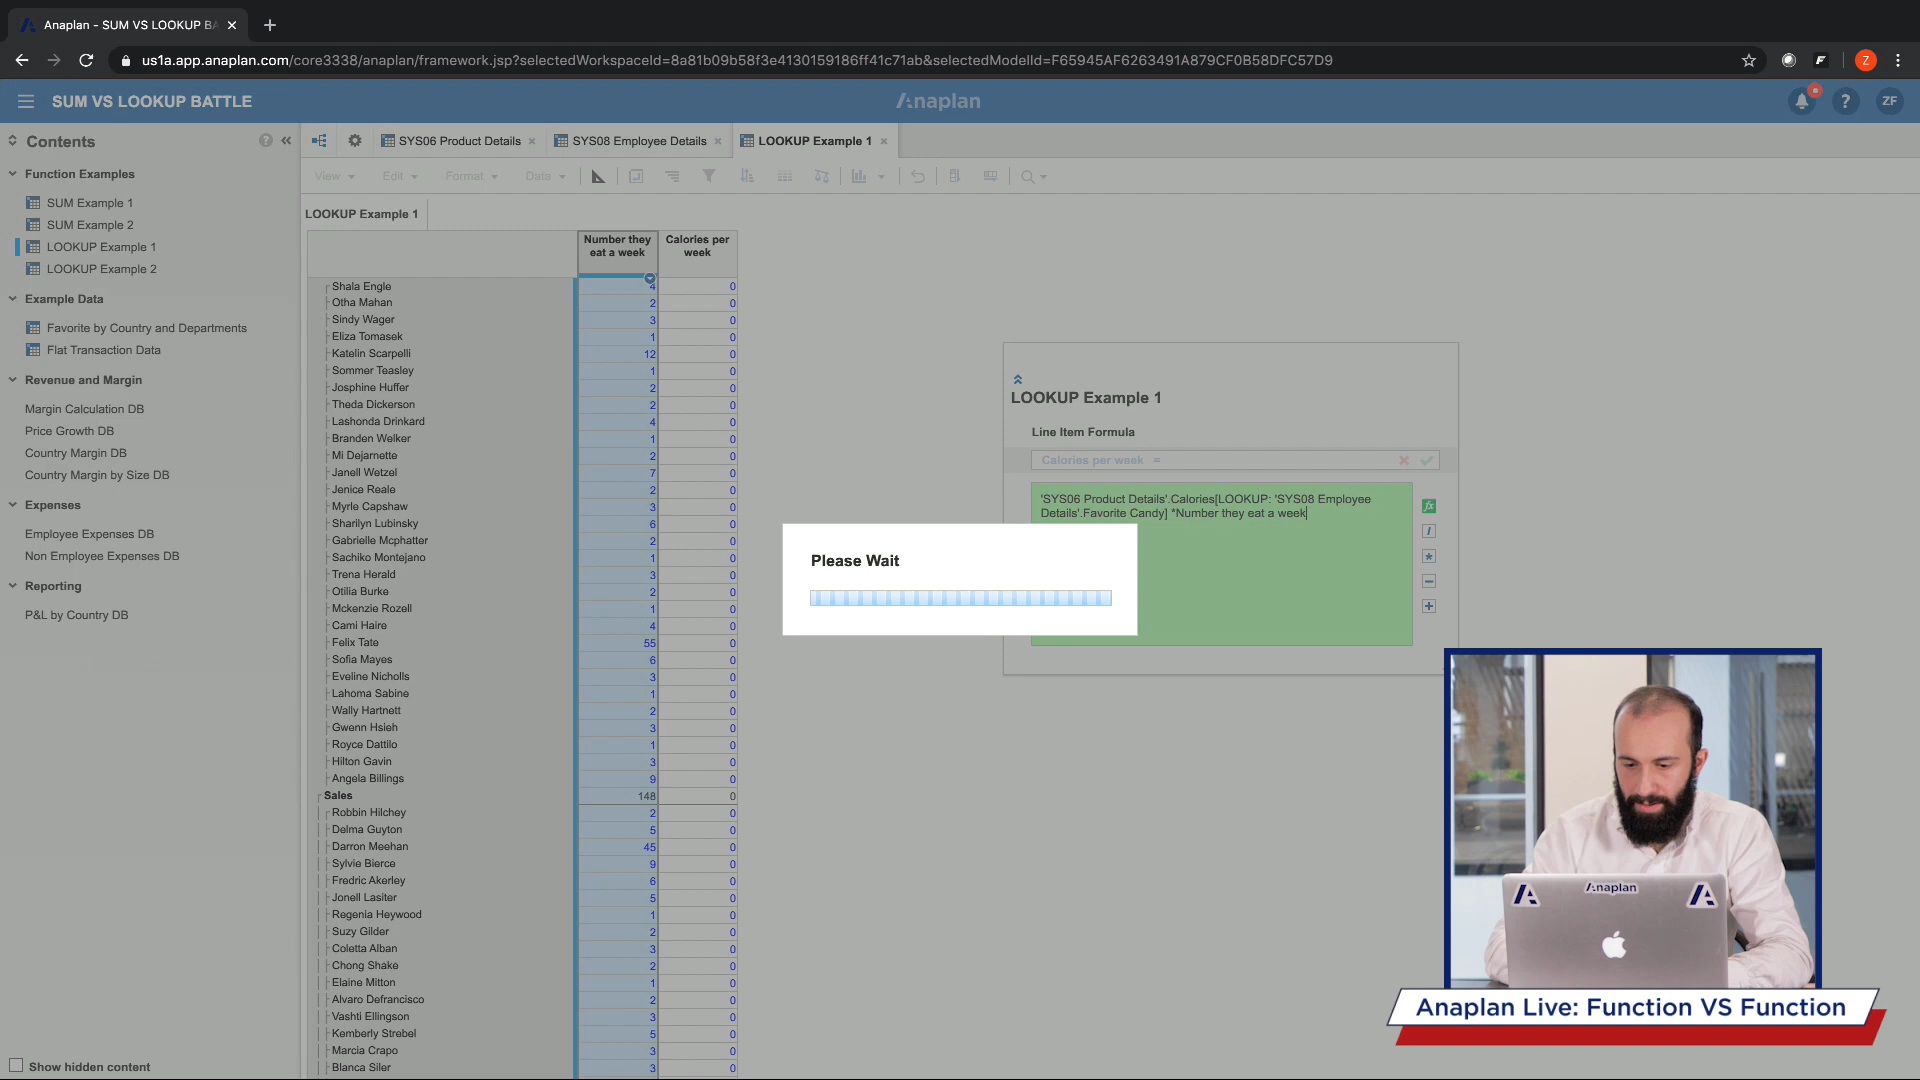 Anaplan - SUM VS LOOKUP BA
us1a.app.anaplan.com/core3338/anaplan/framework.jsp?selectedWorkspaceId=8a81b09b58f3e4130159186ff41c71ab&selectedModelId=F65945AF6263491A879CF0B58DFC57D9
Z
SUM VS LOOKUP BATTLE
Anaplan
?
ZF
Contents
?
SYS06 Product Details
SYS08 Employee Details
LOOKUP Example 1
View
Edit
Format
Data
Function Examples
SUM Example 1
SUM Example 2
LOOKUP Example 1
LOOKUP Example 2
Example Data
Favorite by Country and Departments
Flat Transaction Data
Revenue and Margin
Margin Calculation DB
Price Growth DB
Country Margin DB
Country Margin by Size DB
Expenses
Employee Expenses DB
Non Employee Expenses DB
Reporting
P&L by Country DB
Show hidden content
LOOKUP Example 1
Number they eat a week Calories per week
Shala Engle 4 0
Otha Mahan 2 0
Sindy Wager 3 0
Eliza Tomasek 1 0
Katelin Scarpelli 12 0
Sommer Teasley 1 0
Josphine Huffer 2 0
Theda Dickerson 2 0
Lashonda Drinkard 4 0
Branden Welker 1 0
Mi Dejarnette 2 0
Janell Wetzel 7 0
Jenice Reale 2 0
Myrle Capshaw 3 0
Sharilyn Lubinsky 6 0
Gabrielle Mcphatter 2 0
Sachiko Montejano 1 0
Trena Herald 3 0
Otilia Burke 2 0
Mckenzie Rozell 1 0
Cami Haire 4 0
Felix Tate 55 0
Sofia Mayes 6 0
Eveline Nicholls 3 0
Lahoma Sabine 1 0
Wally Hartnett 2 0
Gwenn Hsieh 3 0
Royce Dattilo 1 0
Hilton Gavin 3 0
Angela Billings 9 0
Sales 148 0
Robbin Hilchey 2 0
Delma Guyton 5 0
Darron Meehan 45 0
Sylvie Bierce 9 0
Fredric Akerley 6 0
Jonell Lasiter 5 0
Regenia Heywood 1 0
Suzy Gilder 2 0
Coletta Alban 3 0
Chong Shake 2 0
Elaine Mitton 1 0
Alvaro Defrancisco 2 0
Vashti Ellingson 3 0
Kemberly Strebel 5 0
Marcia Crapo 3 0
Blanca Siler 3 0
LOOKUP Example 1
Line Item Formula
Calories per week =
'SYS06 Product Details'.Calories[LOOKUP: 'SYS08 Employee
Details'.Favorite Candy] *Number they eat a week
Please Wait
Anaplan
Anaplan Live: Function VS Function